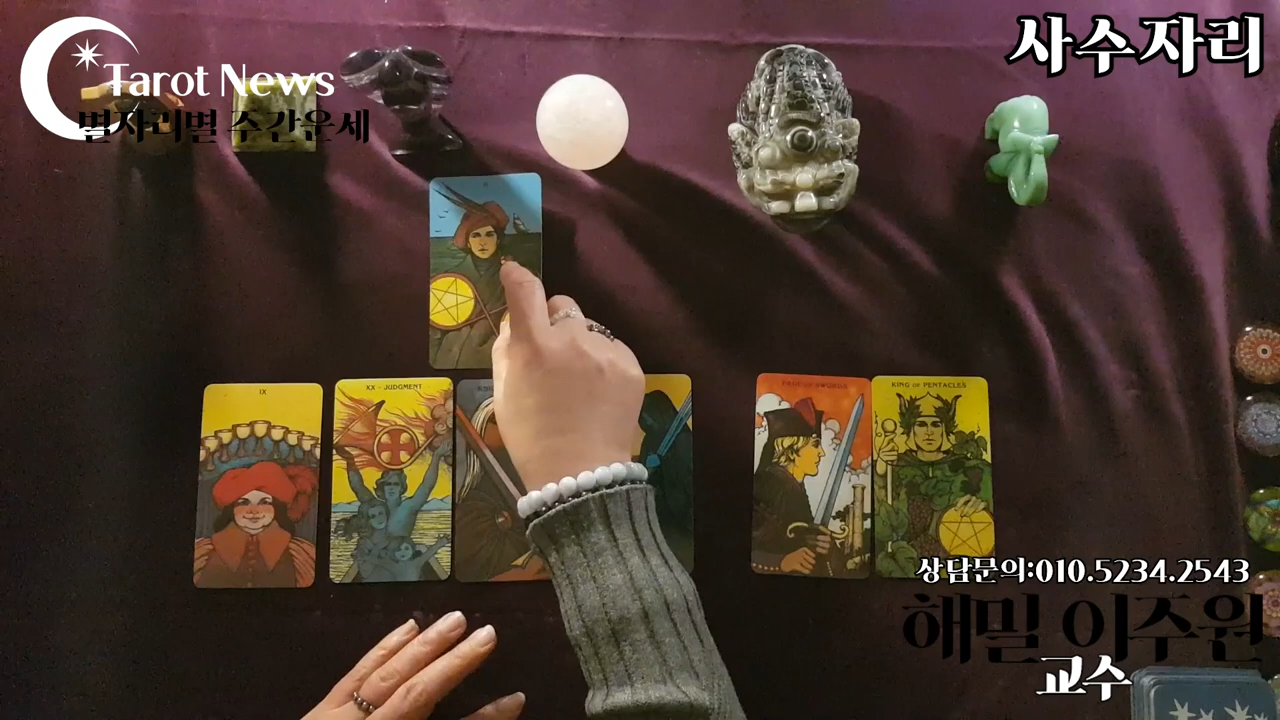 사수자리
Tarot News
별자리별 주간운세
II
IX
XX - JUDGMENT
KING OF PENTACLES
상담문의:010.5234.2543
해밀 이주원
교수